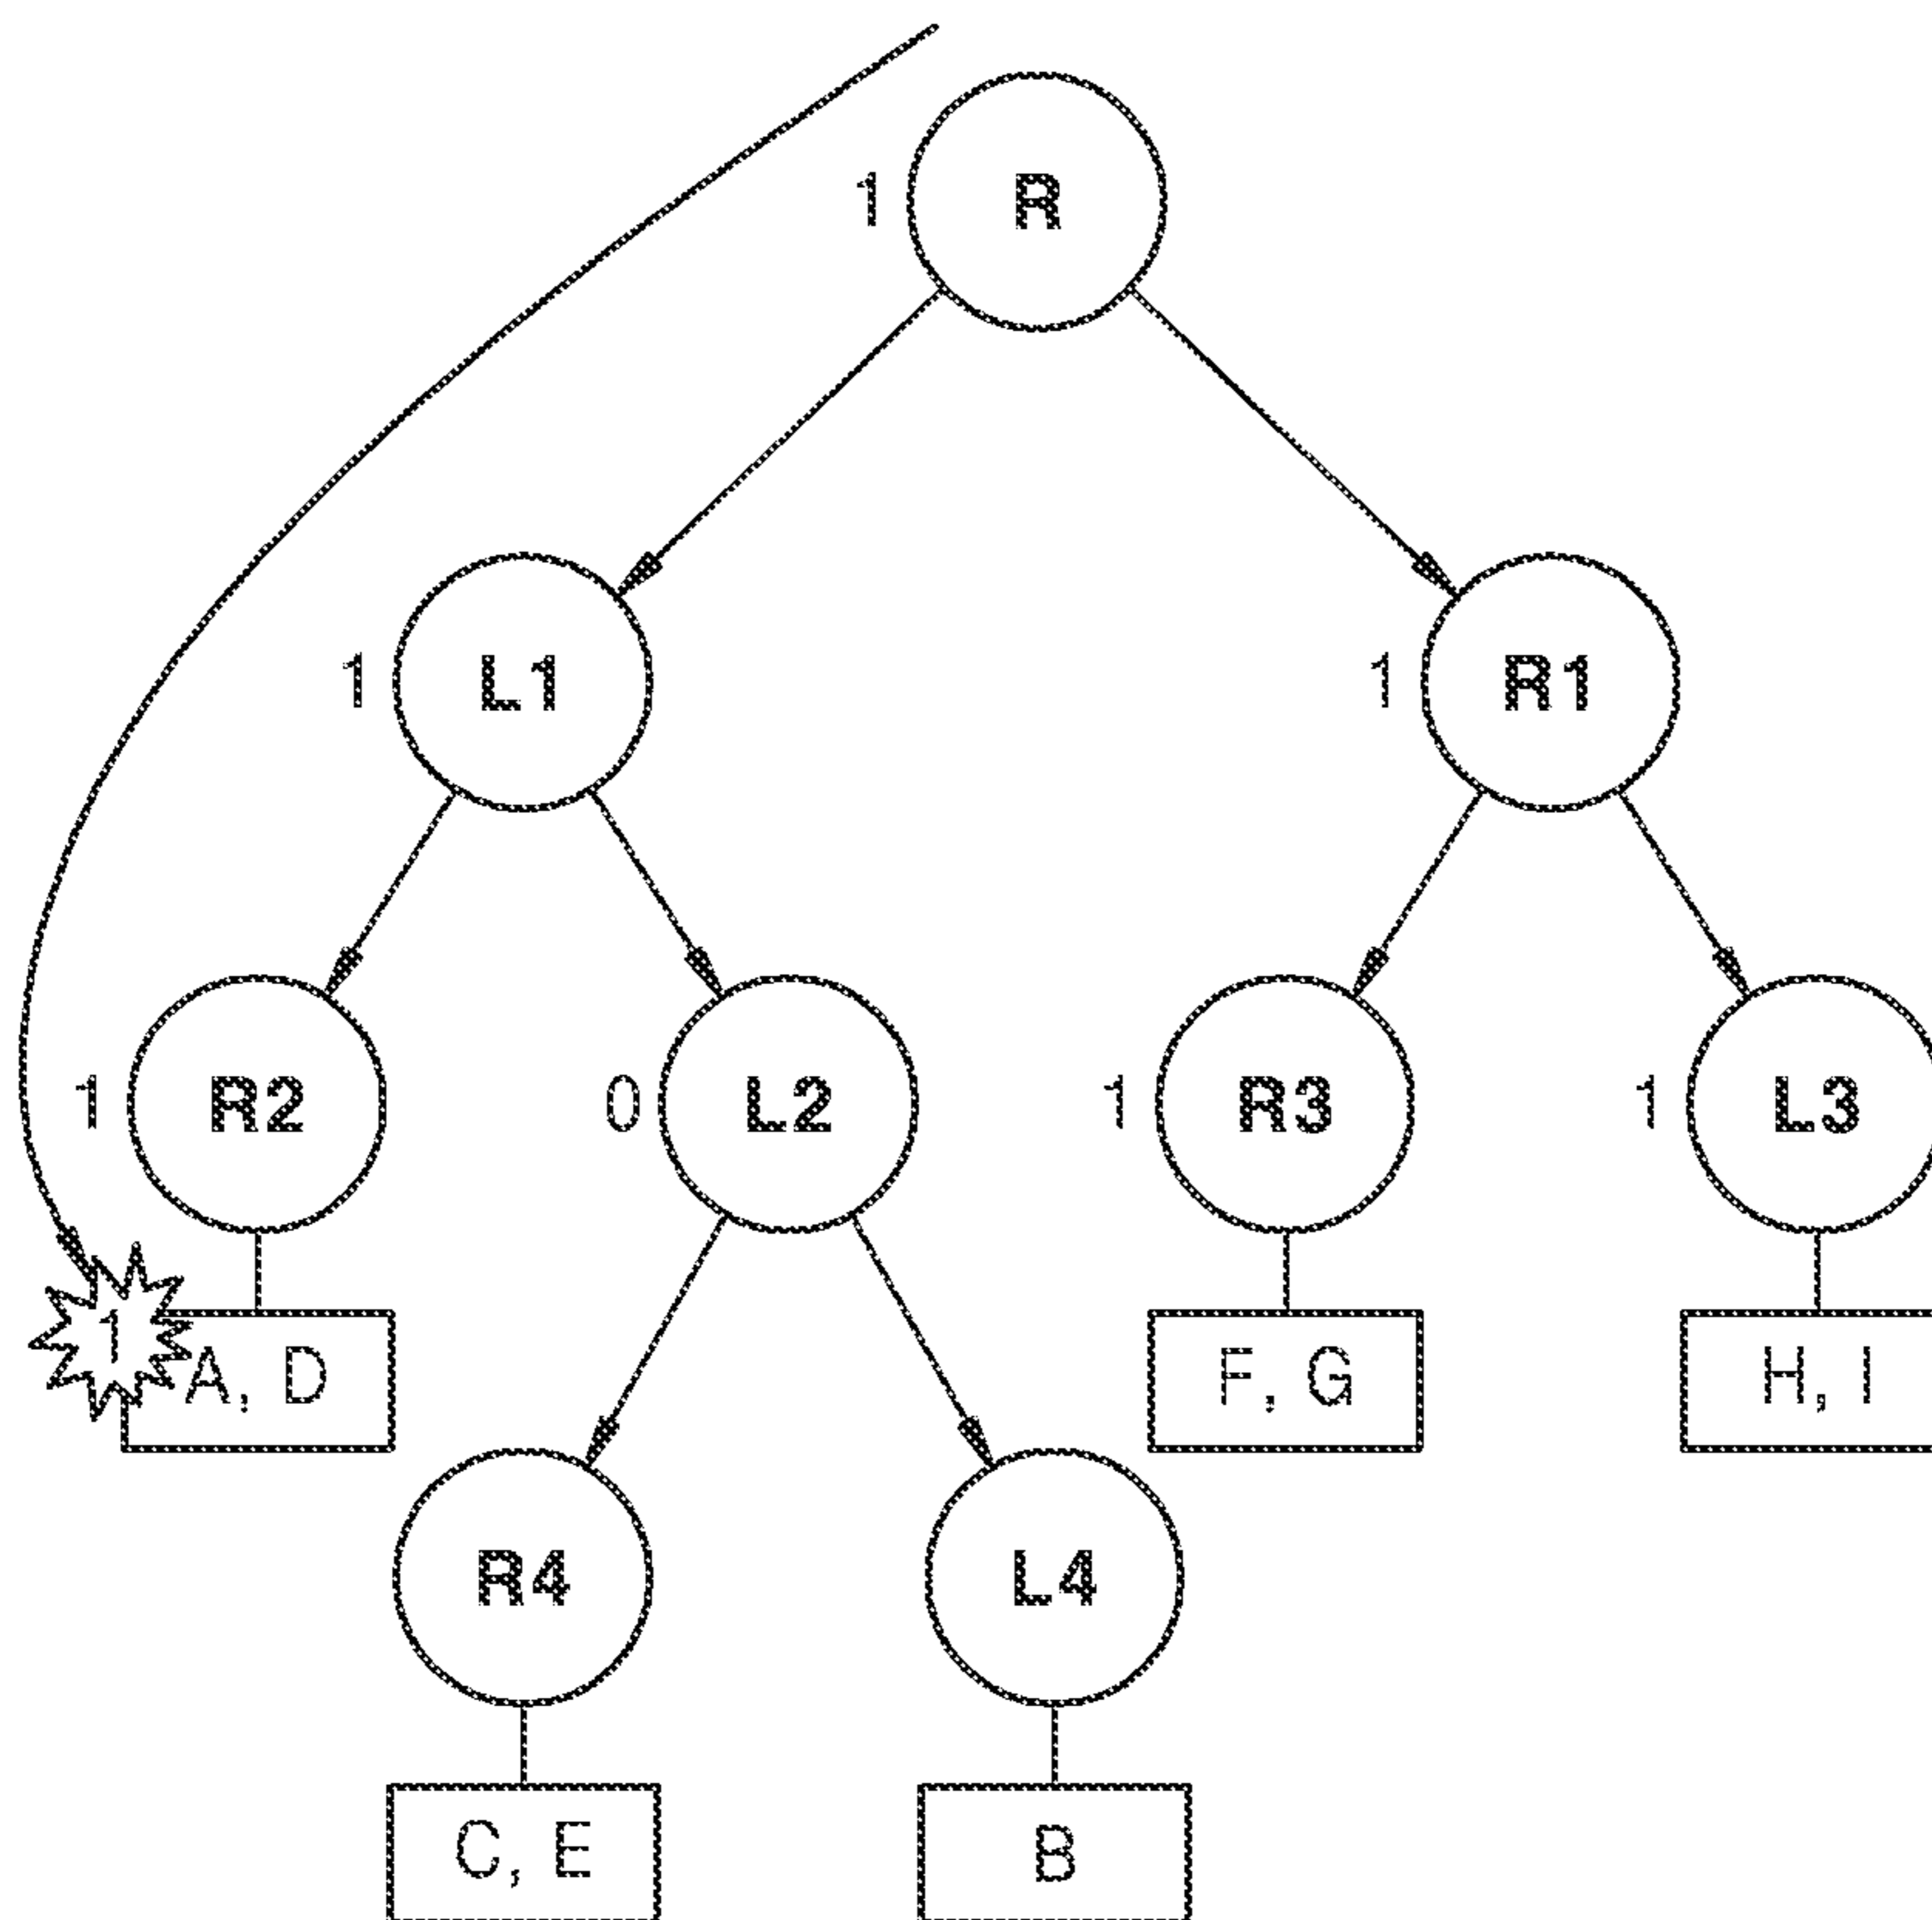 1 R
1 L1 1 R1
1 R2 0 L2 1 R3 1 L3
1
A, D F, G H, I
R4 L4
C, E B